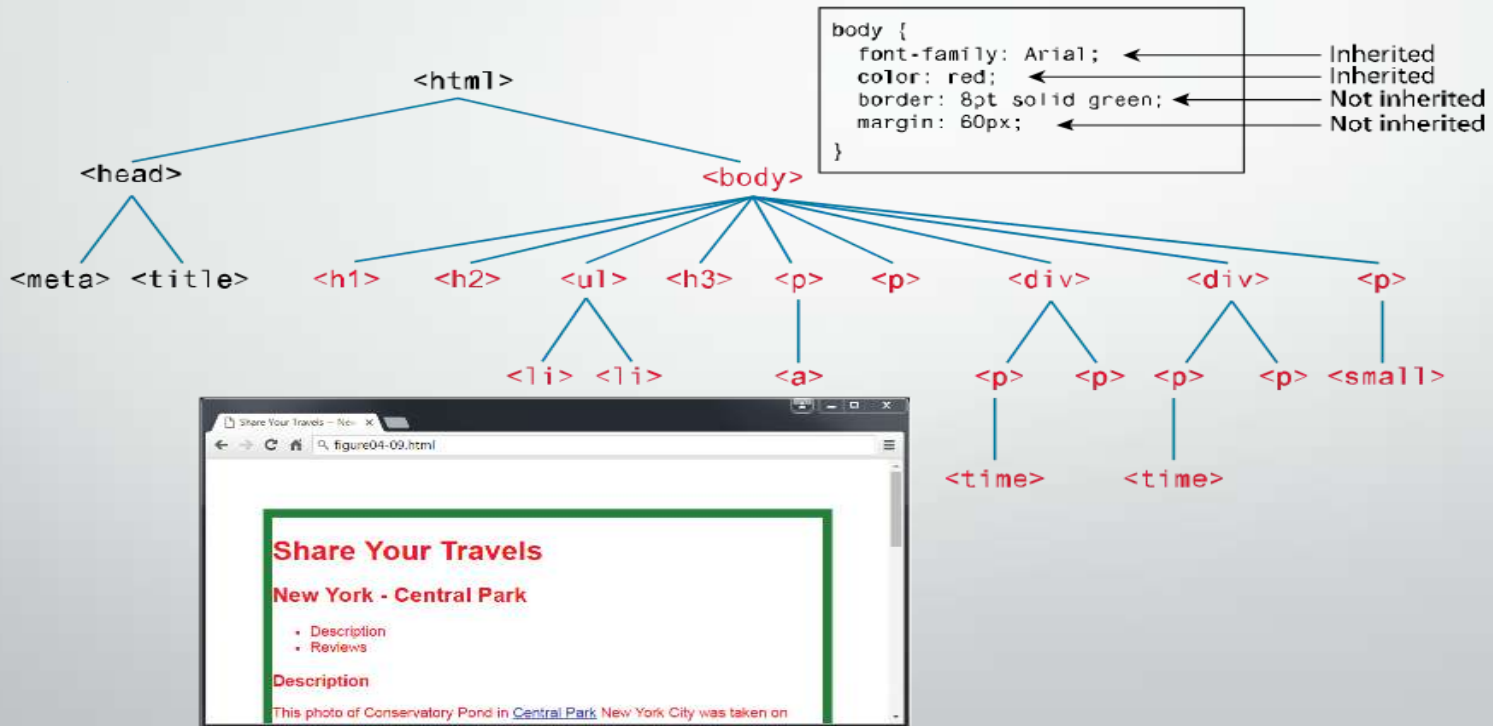 body {
font-family: Arial;
Inherited
color: red;
Inherited
border: 8pt solid green;
Not inherited
margin: 60px;
Not inherited
}
<html>
<head>
<body>
<meta> <title> <h1> <h2> <ul> <h3> <p> <p> <div> <div> <p>
<li> <li> <a> <p> <p> <p> <p> <small>
<time> <time>
Share Your Travels -- New
figure04-09.html
Share Your Travels
New York - Central Park
• Description
• Reviews
Description
This photo of Conservatory Pond in Central Park New York City was taken on